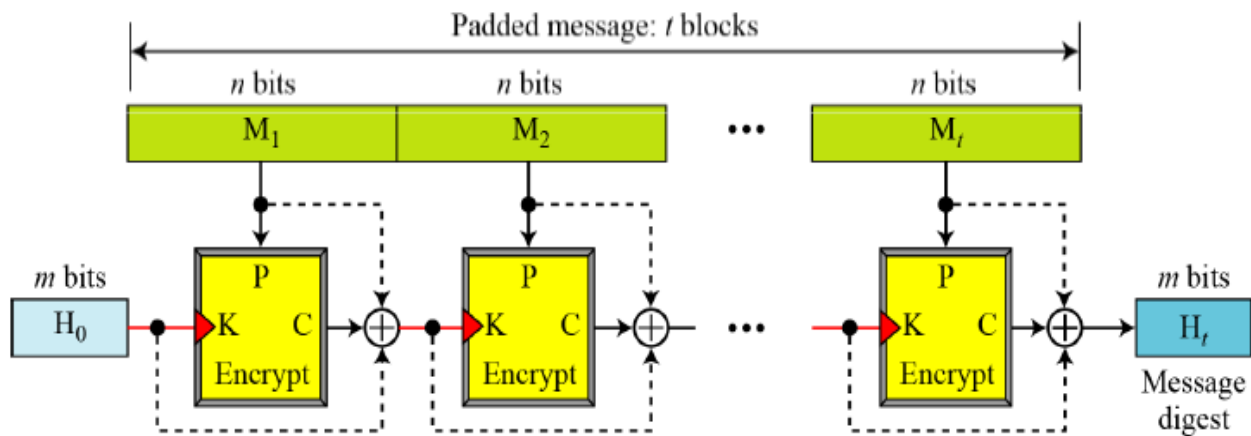 Padded message: t blocks
n bits n bits n bits
M₁ M₂ ••• Mₜ
m bits P P P m bits
H₀ K C + K C + ••• K C + Hₜ
Encrypt Encrypt Encrypt Message
digest